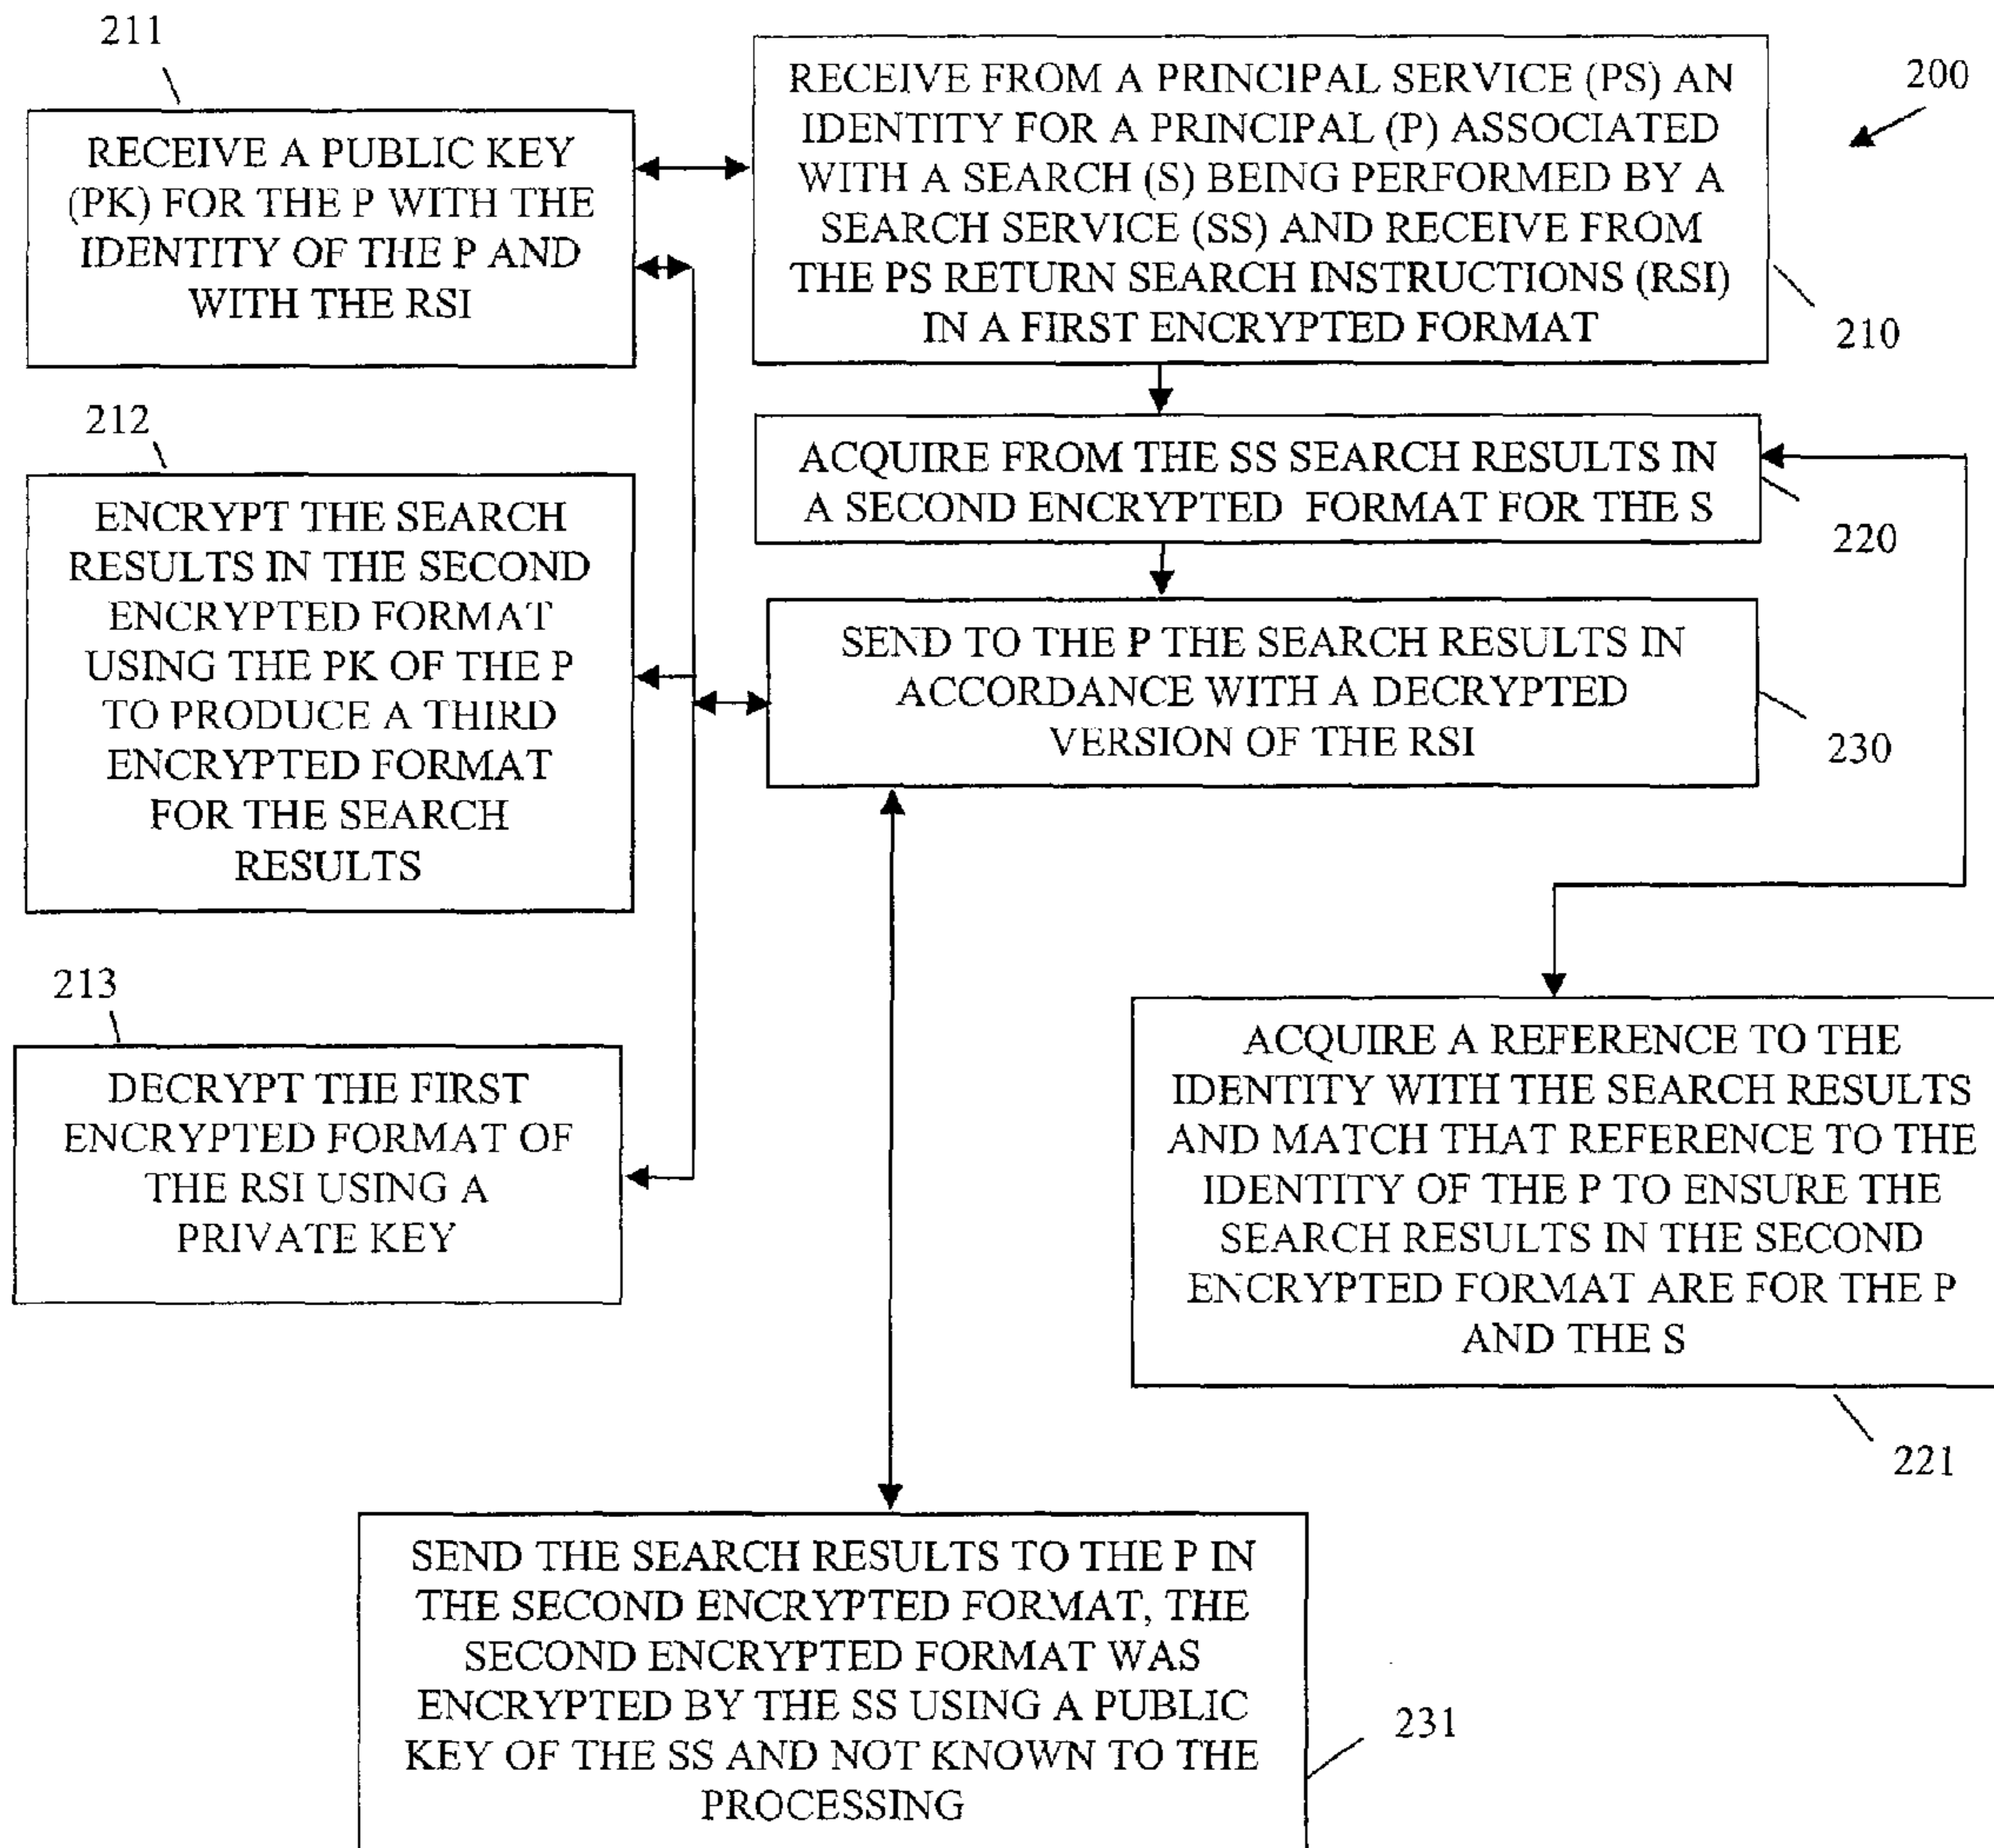 211
RECEIVE A PUBLIC KEY
(PK) FOR THE P WITH THE
IDENTITY OF THE P AND
WITH THE RSI
RECEIVE FROM A PRINCIPAL SERVICE (PS) AN
IDENTITY FOR A PRINCIPAL (P) ASSOCIATED
WITH A SEARCH (S) BEING PERFORMED BY A
SEARCH SERVICE (SS) AND RECEIVE FROM
THE PS RETURN SEARCH INSTRUCTIONS (RSI)
IN A FIRST ENCRYPTED FORMAT
200
210
212
ENCRYPT THE SEARCH
RESULTS IN THE SECOND
ENCRYPTED FORMAT
USING THE PK OF THE P
TO PRODUCE A THIRD
ENCRYPTED FORMAT
FOR THE SEARCH
RESULTS
ACQUIRE FROM THE SS SEARCH RESULTS IN
A SECOND ENCRYPTED FORMAT FOR THE S
220
SEND TO THE P THE SEARCH RESULTS IN
ACCORDANCE WITH A DECRYPTED
VERSION OF THE RSI
230
213
DECRYPT THE FIRST
ENCRYPTED FORMAT OF
THE RSI USING A
PRIVATE KEY
ACQUIRE A REFERENCE TO THE
IDENTITY WITH THE SEARCH RESULTS
AND MATCH THAT REFERENCE TO THE
IDENTITY OF THE P TO ENSURE THE
SEARCH RESULTS IN THE SECOND
ENCRYPTED FORMAT ARE FOR THE P
AND THE S
221
SEND THE SEARCH RESULTS TO THE P IN
THE SECOND ENCRYPTED FORMAT, THE
SECOND ENCRYPTED FORMAT WAS
ENCRYPTED BY THE SS USING A PUBLIC
KEY OF THE SS AND NOT KNOWN TO THE
PROCESSING
231